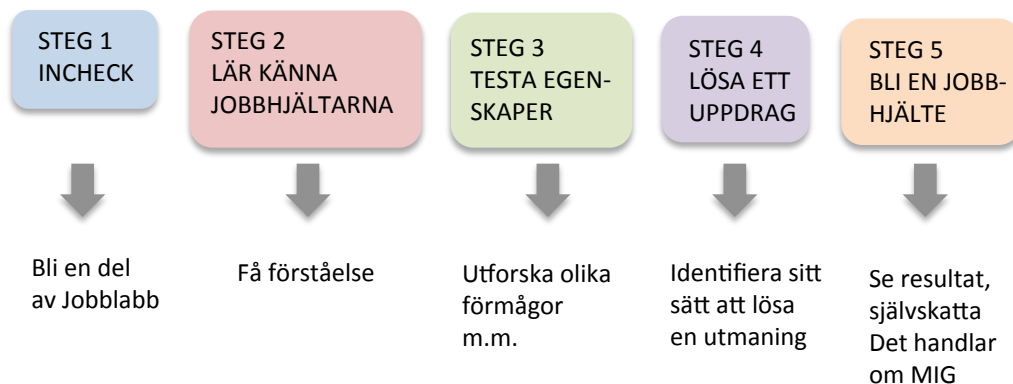 STEG 1
INCHECK
STEG 2
LÄR KÄNNA
JOBBHJÄLTARNA
STEG 3
TESTA EGEN-
SKAPER
STEG 4
LÖSA ETT
UPPDRAG
STEG 5
BLI EN JOBB-
HJÄLTE
Bli en del
av Jobblabb
Få förståelse
Utforska olika
förmågor
m.m.
Identifiera sitt
sätt att lösa
en utmaning
Se resultat,
självskatta
Det handlar
om MIG